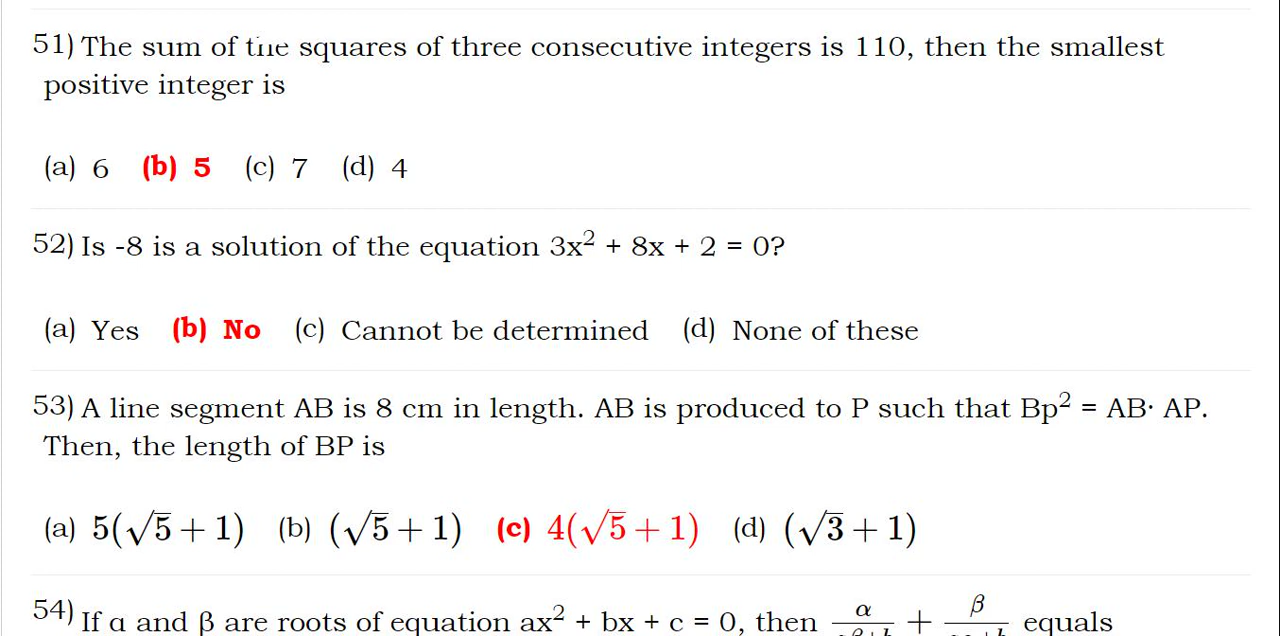 51) The sum of the squares of three consecutive integers is 110, then the smallest
positive integer is
(a) 6 (b) 5 (c) 7 (d) 4
52) Is -8 is a solution of the equation 3x² + 8x + 2 = 0?
(a) Yes (b) No (c) Cannot be determined (d) None of these
53) A line segment AB is 8 cm in length. AB is produced to P such that Bp² = AB· AP.
Then, the length of BP is
(a) 5(√5 + 1) (b) (√5 + 1) (c) 4(√5 + 1) (d) (√3 + 1)
54) If α and β are roots of equation ax² + bx + c = 0, then α + β equals